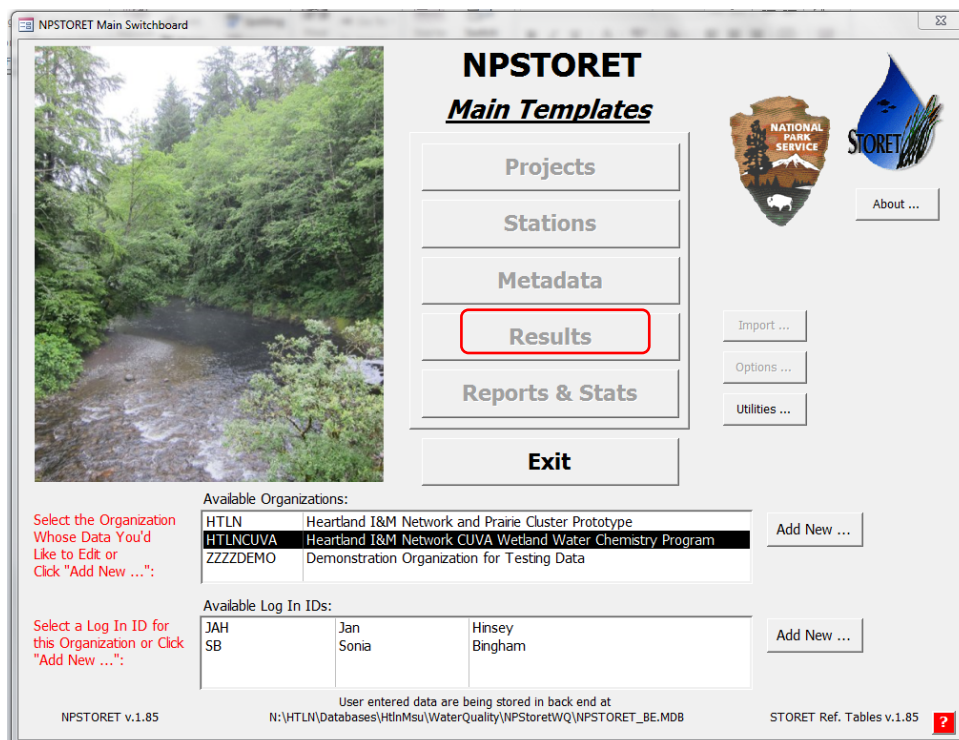 NPSTORET Main Switchboard
NPSTORET
Main Templates
NATIONAL
PARK
SERVICE
STORET
Projects
About ...
Stations
Metadata
Results
Import ...
Options ...
Reports & Stats
Utilities ...
Exit
Available Organizations:
Select the Organization
Whose Data You'd
Like to Edit or
Click "Add New ...":
HTLN Heartland I&M Network and Prairie Cluster Prototype
HTLNCUVA Heartland I&M Network CUVA Wetland Water Chemistry Program
ZZZZDEMO Demonstration Organization for Testing Data
Add New ...
Available Log In IDs:
Select a Log In ID for
this Organization or Click
"Add New ...":
JAH Jan Hinsey
SB Sonia Bingham
Add New ...
User entered data are being stored in back end at
NPSTORET v.1.85 N:\HTLN\Databases\HtlnMsu\WaterQuality\NPStoretWQ\NPSTORET_BE.MDB STORET Ref. Tables v.1.85 ?